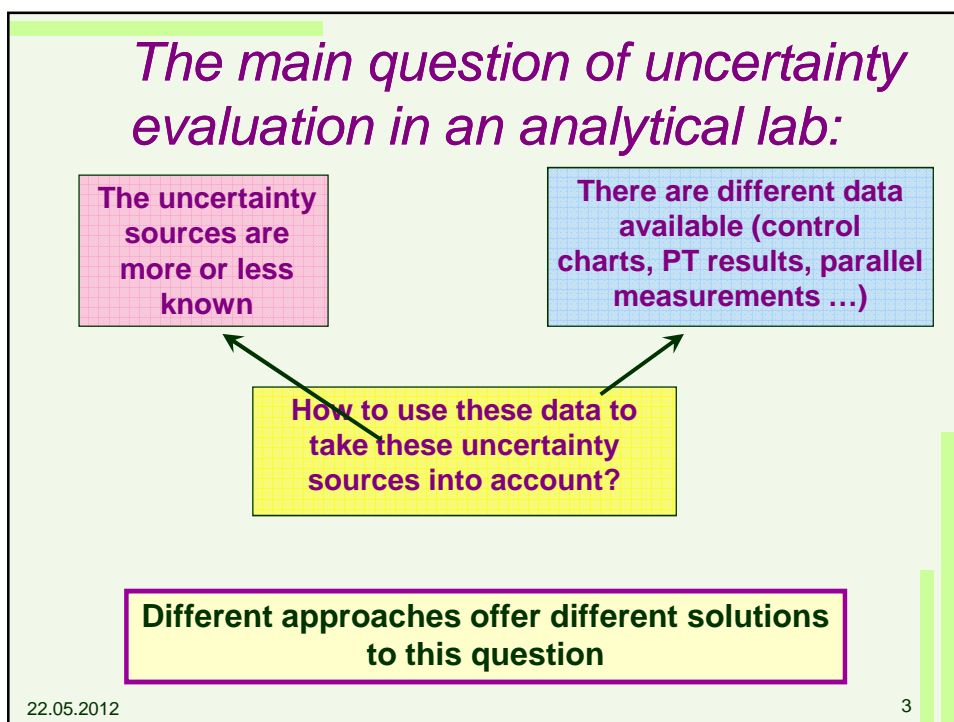 The main question of uncertainty
evaluation in an analytical lab:
The uncertainty
sources are
more or less
known
There are different data
available (control
charts, PT results, parallel
measurements …)
How to use these data to
take these uncertainty
sources into account?
Different approaches offer different solutions
to this question
22.05.2012
3